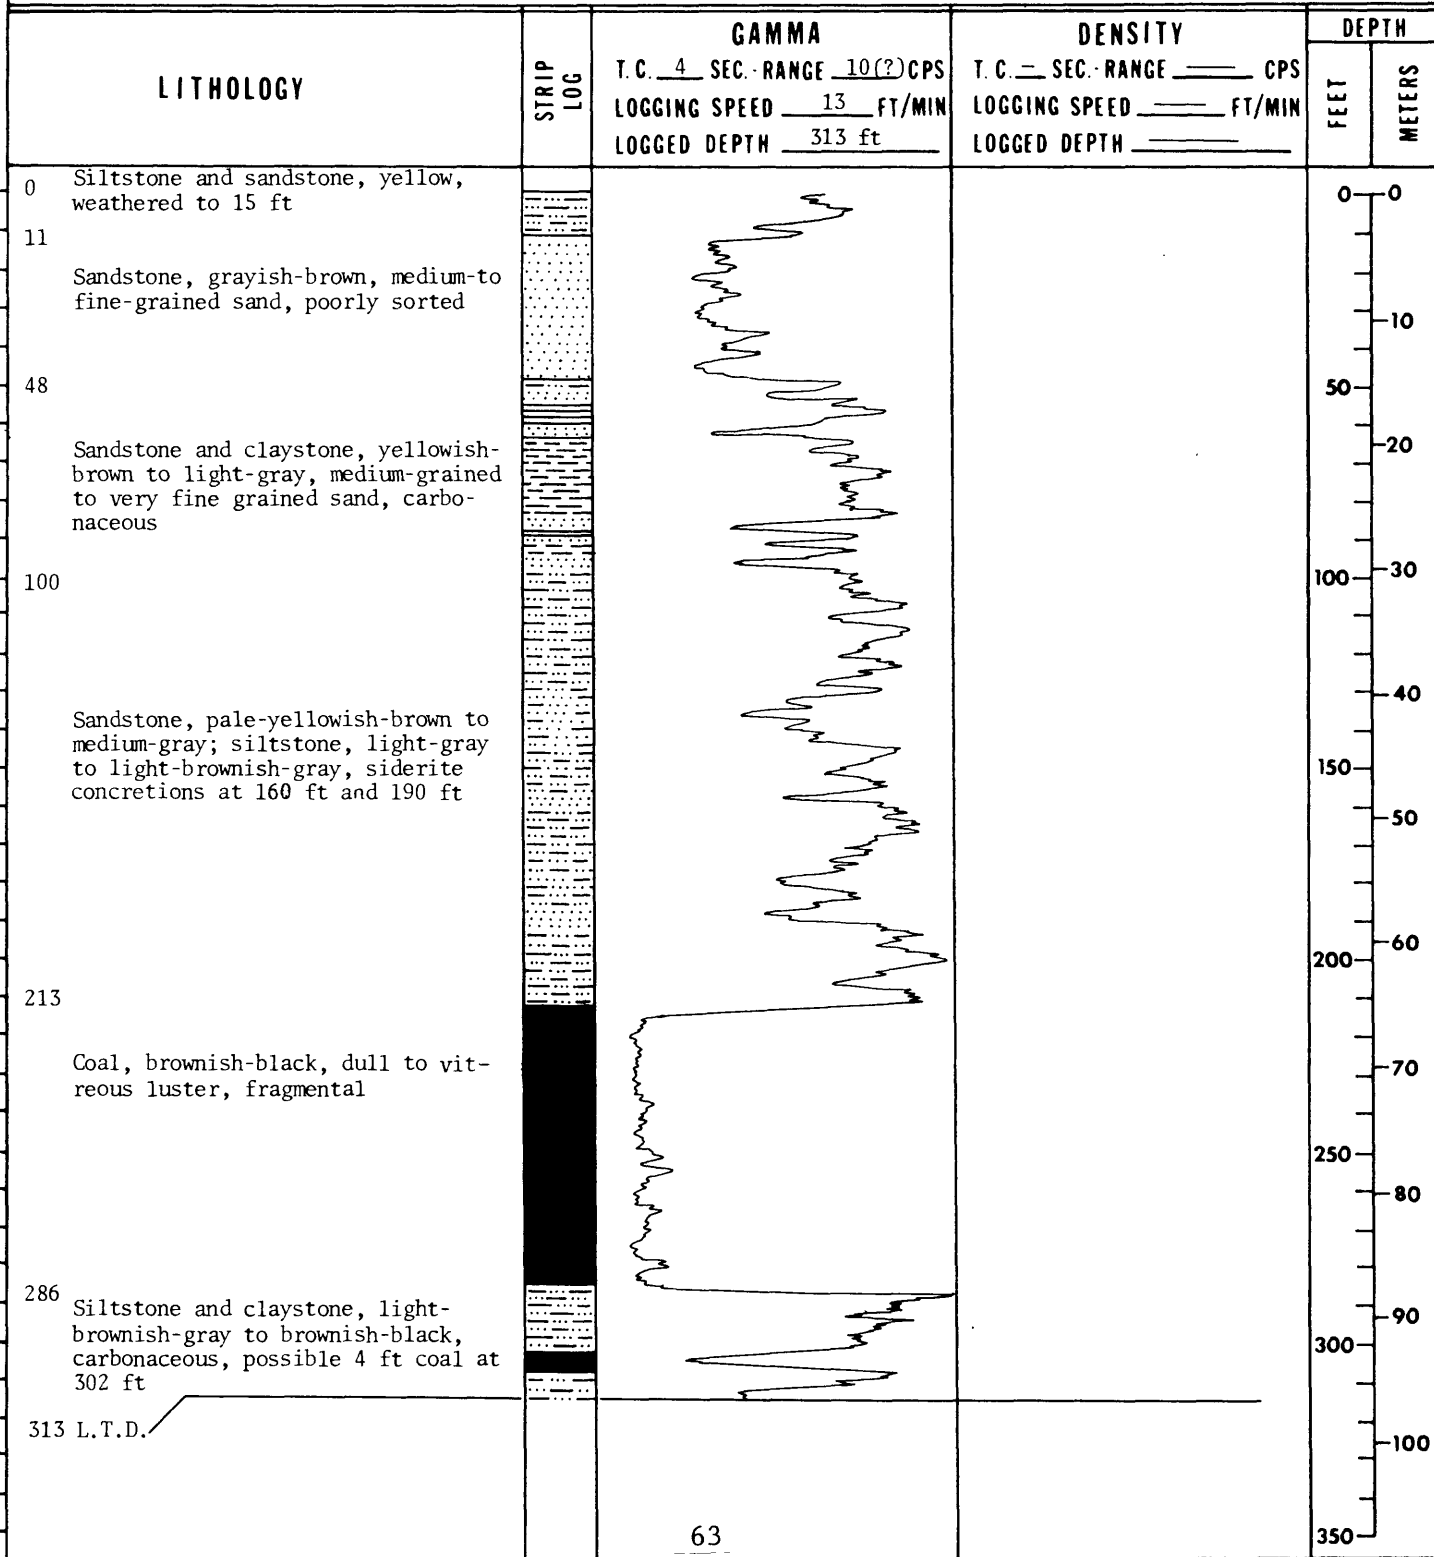 LITHOLOGY
STRIP LOG
GAMMA
T.C. 4 SEC.-RANGE 10(?) CPS
LOGGING SPEED 13 FT/MIN
LOGGED DEPTH 313 ft
DENSITY
T.C. — SEC.-RANGE —— CPS
LOGGING SPEED —— FT/MIN
LOGGED DEPTH ——
DEPTH
FEET
METERS
0
Siltstone and sandstone, yellow,
weathered to 15 ft
11
Sandstone, grayish-brown, medium-to
fine-grained sand, poorly sorted
48
Sandstone and claystone, yellowish-
brown to light-gray, medium-grained
to very fine grained sand, carbo-
naceous
100
Sandstone, pale-yellowish-brown to
medium-gray; siltstone, light-gray
to light-brownish-gray, siderite
concretions at 160 ft and 190 ft
213
Coal, brownish-black, dull to vit-
reous luster, fragmental
286
Siltstone and claystone, light-
brownish-gray to brownish-black,
carbonaceous, possible 4 ft coal at
302 ft
313 L.T.D.
0
50
100
150
200
250
300
350
0
10
20
30
40
50
60
70
80
90
100
63